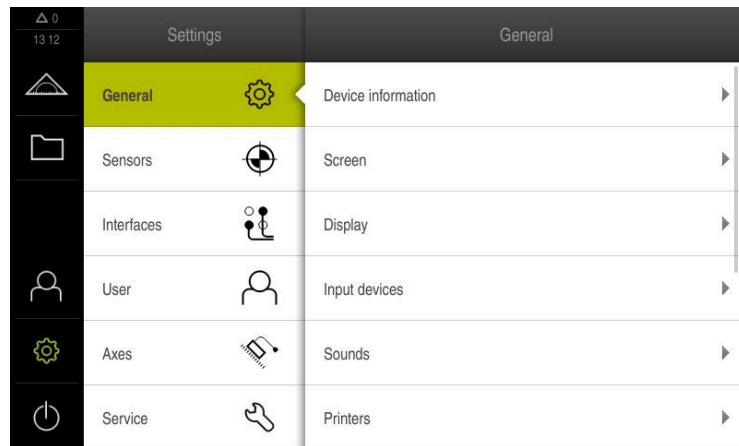 0
13 12
Settings
General
General
Sensors
Interfaces
User
Axes
Service
Device information
Screen
Display
Input devices
Sounds
Printers